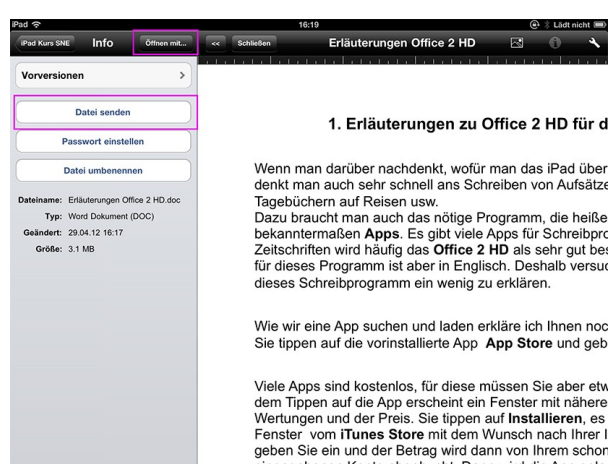 iPad 16:19 Lädt nicht
iPad Kurs SNE Info Öffnen mit... << Schließen Erläuterungen Office 2 HD
Vorversionen >
Datei senden
Passwort einstellen
Datei umbenennen
Dateiname: Erläuterungen Office 2 HD.doc
Typ: Word Dokument (DOC)
Geändert: 29.04.12 16:17
Größe: 3.1 MB
1. Erläuterungen zu Office 2 HD für d
Wenn man darüber nachdenkt, wofür man das iPad über
denkt man auch sehr schnell ans Schreiben von Aufsätze
Tagebüchern auf Reisen usw.
Dazu braucht man auch das nötige Programm, die heiße
bekanntermaßen Apps. Es gibt viele Apps für Schreibpro
Zeitschriften wird häufig das Office 2 HD als sehr gut bes
für dieses Programm ist aber in Englisch. Deshalb versuc
dieses Schreibprogramm ein wenig zu erklären.
Wie wir eine App suchen und laden erkläre ich Ihnen noc
Sie tippen auf die vorinstallierte App App Store und geb
Viele Apps sind kostenlos, für diese müssen Sie aber etw
dem Tippen auf die App erscheint ein Fenster mit nähere
Wertungen und der Preis. Sie tippen auf Installieren, es
Fenster vom iTunes Store mit dem Wunsch nach Ihrer I
geben Sie ein und der Betrag wird dann von Ihrem schon